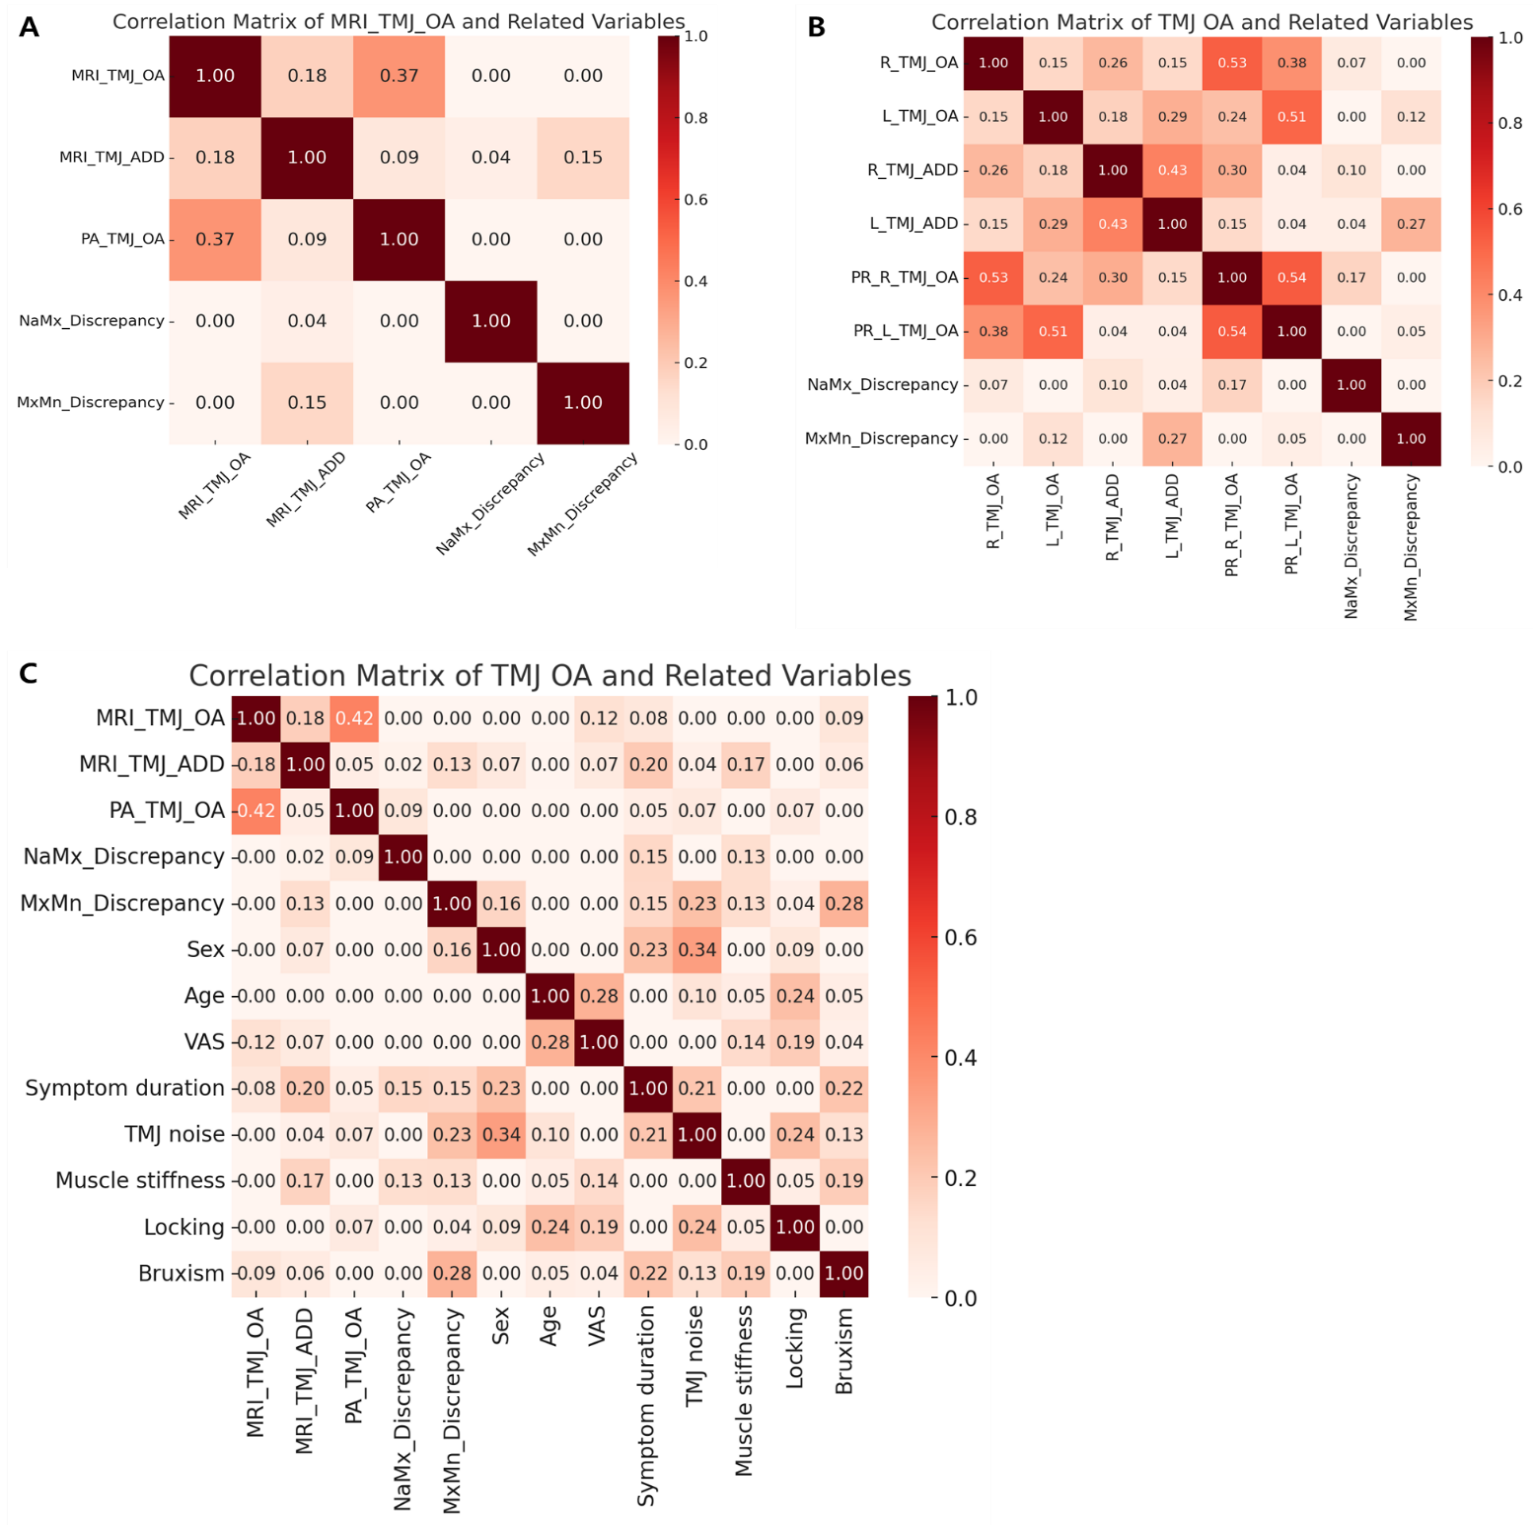 A
Correlation Matrix of MRI_TMJ_OA and Related Variables
MRI_TMJ_OA 1.00 0.18 0.37 0.00 0.00
MRI_TMJ_ADD 0.18 1.00 0.09 0.04 0.15
PA_TMJ_OA 0.37 0.09 1.00 0.00 0.00
NaMx_Discrepancy 0.00 0.04 0.00 1.00 0.00
MxMn_Discrepancy 0.00 0.15 0.00 0.00 1.00
MRI_TMJ_OA MRI_TMJ_ADD PA_TMJ_OA NaMx_Discrepancy MxMn_Discrepancy
1.0
0.8
0.6
0.4
0.2
0.0
B
Correlation Matrix of TMJ OA and Related Variables
R_TMJ_OA 1.00 0.15 0.26 0.15 0.53 0.38 0.07 0.00
L_TMJ_OA 0.15 1.00 0.18 0.29 0.24 0.51 0.00 0.12
R_TMJ_ADD 0.26 0.18 1.00 0.43 0.30 0.04 0.10 0.00
L_TMJ_ADD 0.15 0.29 0.43 1.00 0.15 0.04 0.04 0.27
PR_R_TMJ_OA 0.53 0.24 0.30 0.15 1.00 0.54 0.17 0.00
PR_L_TMJ_OA 0.38 0.51 0.04 0.04 0.54 1.00 0.00 0.05
NaMx_Discrepancy 0.07 0.00 0.10 0.04 0.17 0.00 1.00 0.00
MxMn_Discrepancy 0.00 0.12 0.00 0.27 0.00 0.05 0.00 1.00
R_TMJ_OA L_TMJ_OA R_TMJ_ADD L_TMJ_ADD PR_R_TMJ_OA PR_L_TMJ_OA NaMx_Discrepancy MxMn_Discrepancy
1.0
0.8
0.6
0.4
0.2
0.0
C
Correlation Matrix of TMJ OA and Related Variables
MRI_TMJ_OA 1.00 0.18 0.42 0.00 0.00 0.00 0.00 0.12 0.08 0.00 0.00 0.00 0.09
MRI_TMJ_ADD 0.18 1.00 0.05 0.02 0.13 0.07 0.00 0.07 0.20 0.04 0.17 0.00 0.06
PA_TMJ_OA 0.42 0.05 1.00 0.09 0.00 0.00 0.00 0.00 0.05 0.07 0.00 0.07 0.00
NaMx_Discrepancy 0.00 0.02 0.09 1.00 0.00 0.00 0.00 0.00 0.15 0.00 0.13 0.00 0.00
MxMn_Discrepancy 0.00 0.13 0.00 0.00 1.00 0.16 0.00 0.00 0.15 0.23 0.13 0.04 0.28
Sex 0.00 0.07 0.00 0.00 0.16 1.00 0.00 0.00 0.23 0.34 0.00 0.09 0.00
Age 0.00 0.00 0.00 0.00 0.00 0.00 1.00 0.28 0.00 0.10 0.05 0.24 0.05
VAS 0.12 0.07 0.00 0.00 0.00 0.00 0.28 1.00 0.00 0.00 0.14 0.19 0.04
Symptom duration 0.08 0.20 0.05 0.15 0.15 0.23 0.00 0.00 1.00 0.21 0.00 0.00 0.22
TMJ noise 0.00 0.04 0.07 0.00 0.23 0.34 0.10 0.00 0.21 1.00 0.00 0.24 0.13
Muscle stiffness 0.00 0.17 0.00 0.13 0.13 0.00 0.05 0.14 0.00 0.00 1.00 0.05 0.19
Locking 0.00 0.00 0.07 0.00 0.04 0.09 0.24 0.19 0.00 0.24 0.05 1.00 0.00
Bruxism 0.09 0.06 0.00 0.00 0.28 0.00 0.05 0.04 0.22 0.13 0.19 0.00 1.00
MRI_TMJ_OA MRI_TMJ_ADD PA_TMJ_OA NaMx_Discrepancy MxMn_Discrepancy Sex Age VAS Symptom duration TMJ noise Muscle stiffness Locking Bruxism
1.0
0.8
0.6
0.4
0.2
0.0